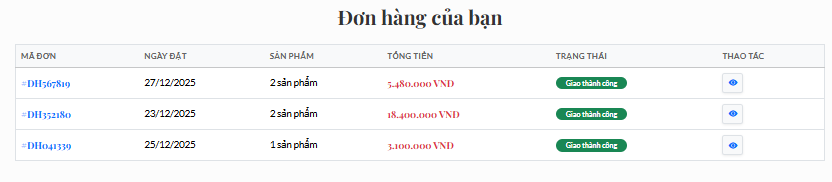 Đơn hàng của bạn
MÃ ĐƠN NGÀY ĐẶT SẢN PHẨM TỔNG TIỀN TRẠNG THÁI THAO TÁC
#DH567819 27/12/2025 2 sản phẩm 5.480.000 VND Giao thành công
#DH352180 23/12/2025 2 sản phẩm 18.400.000 VND Giao thành công
#DH041339 25/12/2025 1 sản phẩm 3.100.000 VND Giao thành công